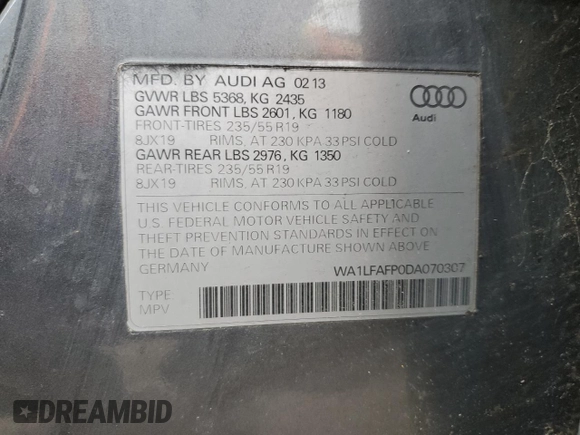 MFD. BY AUDI AG 02 13
GVWR LBS 5368, KG 2435
GAWR FRONT LBS 2601, KG 1180
FRONT-TIRES 235/55 R19
8JX19 RIMS, AT 230 KPA 33 PSI COLD
GAWR REAR LBS 2976, KG 1350
REAR-TIRES 235/55 R19
8JX19 RIMS, AT 230 KPA 33 PSI COLD
Audi
THIS VEHICLE CONFORMS TO ALL APPLICABLE
U.S. FEDERAL MOTOR VEHICLE SAFETY AND
THEFT PREVENTION STANDARDS IN EFFECT ON
THE DATE OF MANUFACTURE SHOWN ABOVE
GERMANY WA1LFAFP0DA070307
TYPE:
MPV
DREAMBID